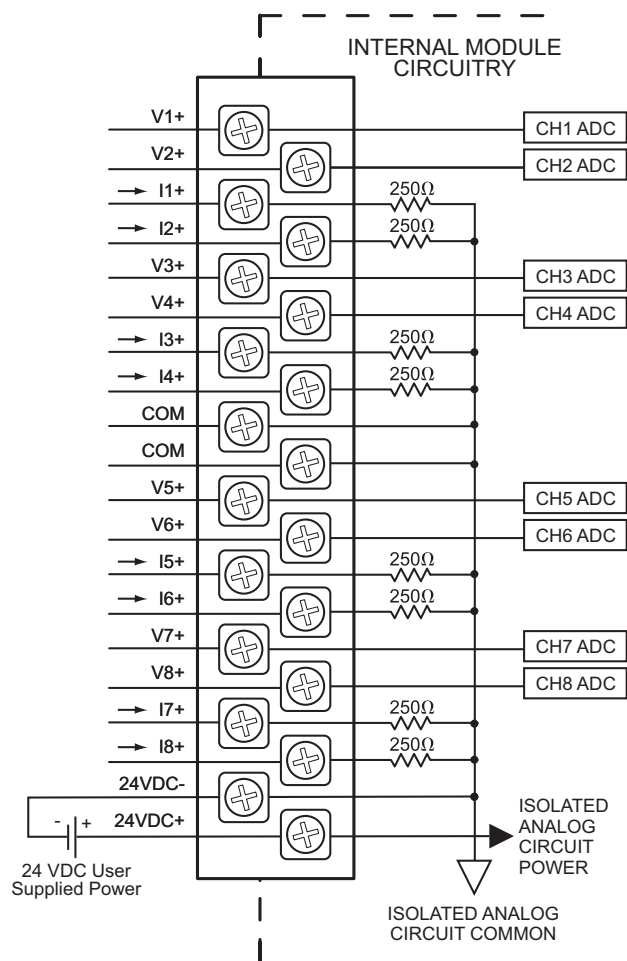 INTERNAL MODULE
CIRCUITRY
V1+
CH1 ADC
V2+
CH2 ADC
I1+
250Ω
I2+
250Ω
V3+
CH3 ADC
V4+
CH4 ADC
I3+
250Ω
I4+
250Ω
COM
COM
V5+
CH5 ADC
V6+
CH6 ADC
I5+
250Ω
I6+
250Ω
V7+
CH7 ADC
V8+
CH8 ADC
I7+
250Ω
I8+
250Ω
24VDC-
- + 24VDC+
24 VDC User
Supplied Power
ISOLATED
ANALOG
CIRCUIT
POWER
ISOLATED ANALOG
CIRCUIT COMMON